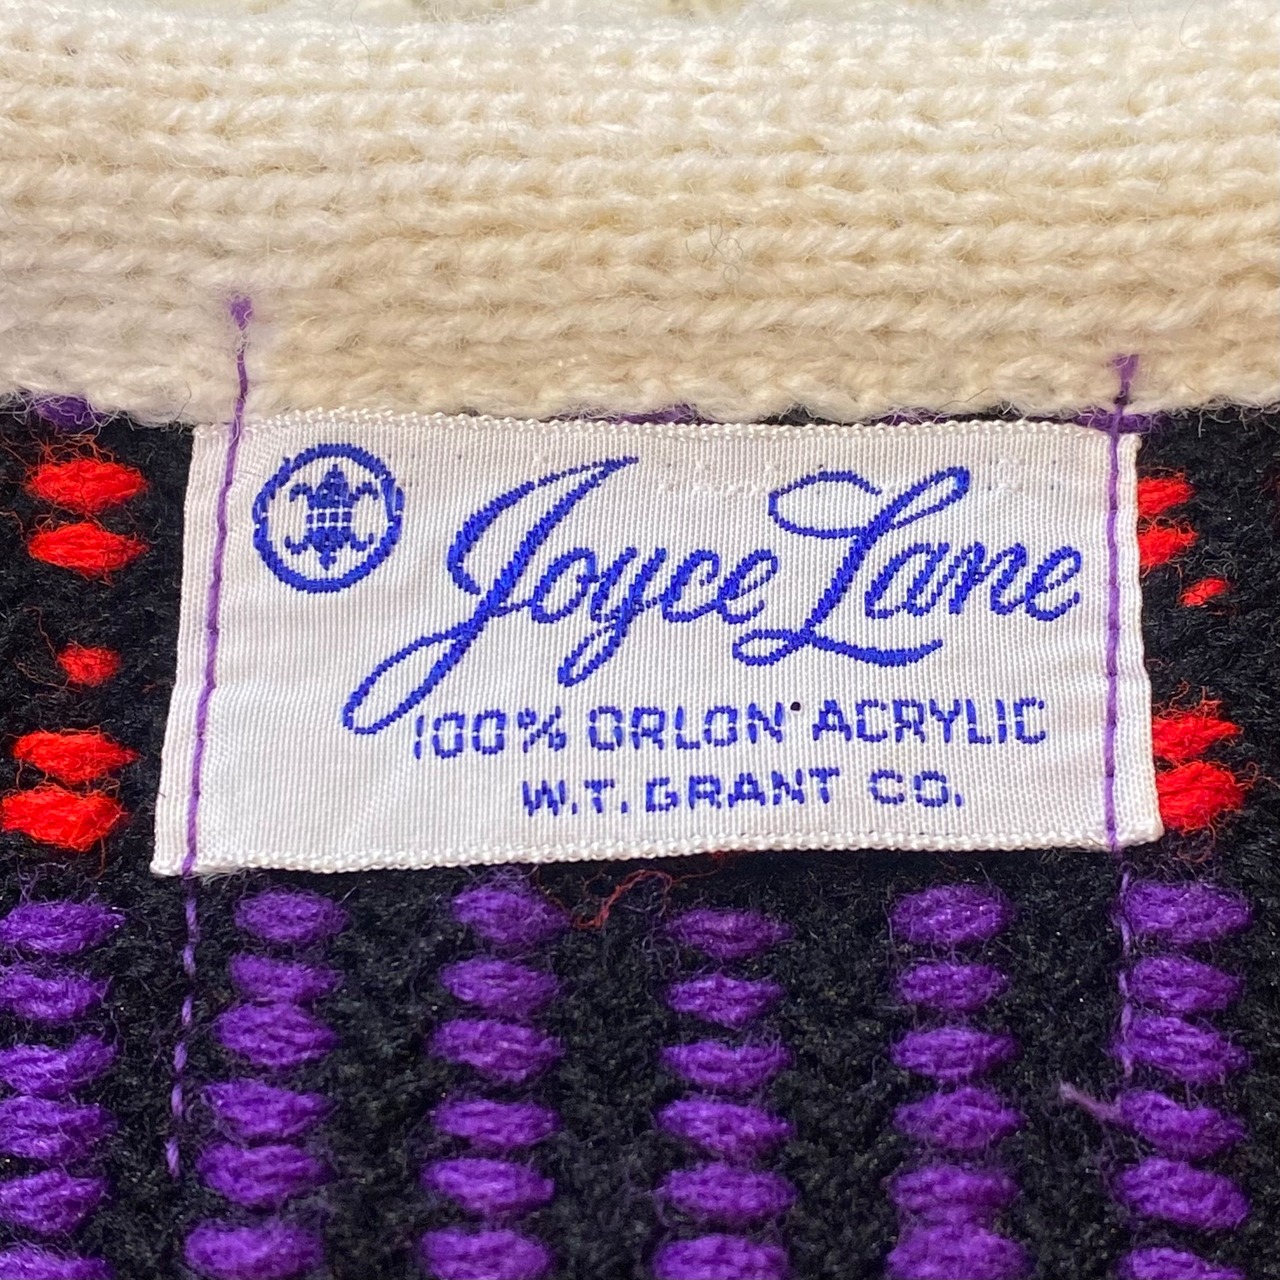 Joyce Lane
100% ORLON• ACRYLIC
W.T. GRANT CO.